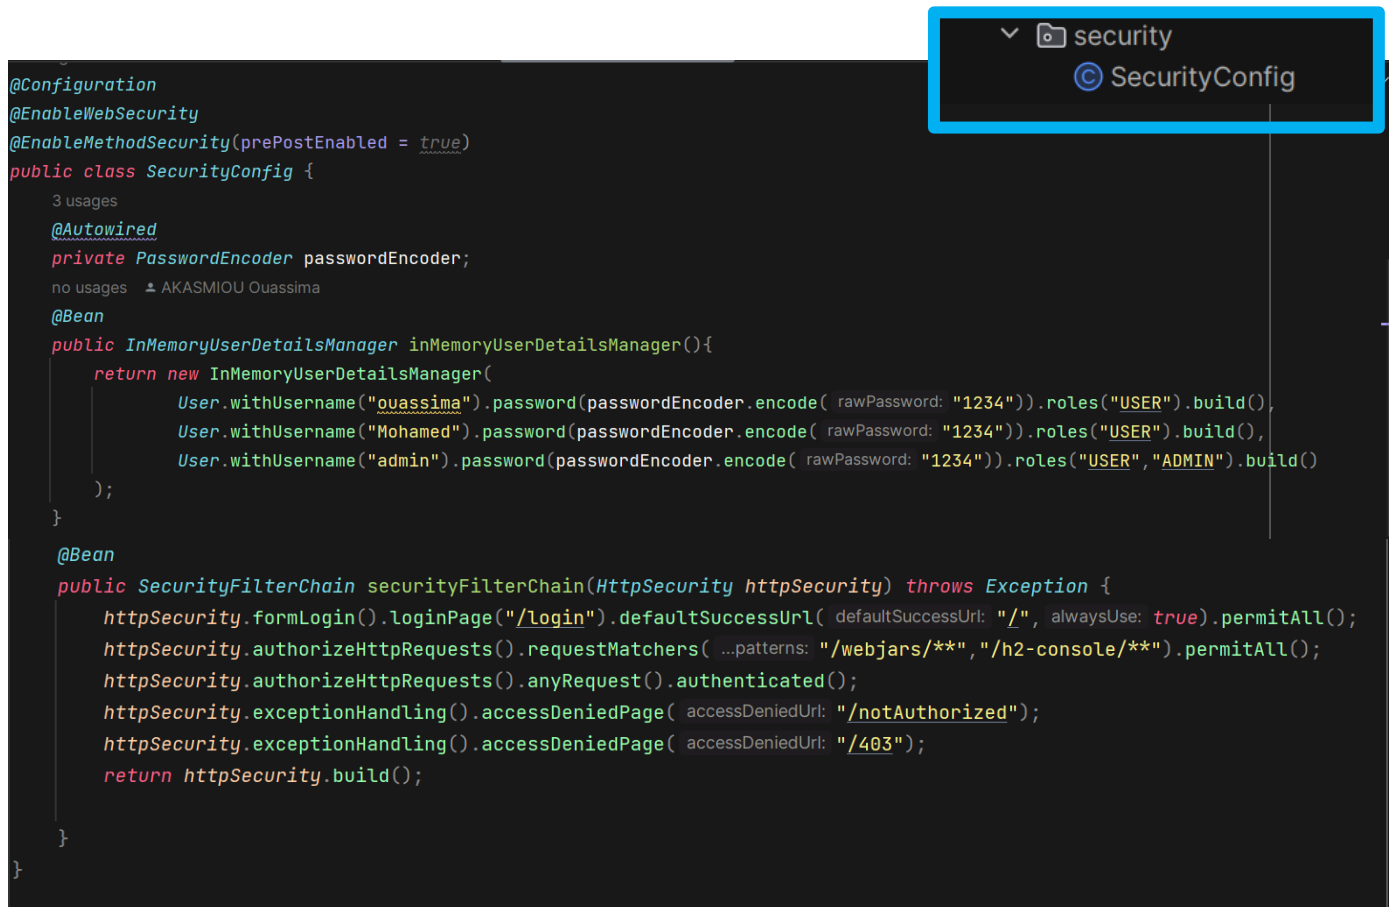 security
SecurityConfig
@Configuration
@EnableWebSecurity
@EnableMethodSecurity(prePostEnabled = true)
public class SecurityConfig {
3 usages
@Autowired
private PasswordEncoder passwordEncoder;
no usages AKASMIOU Ouassima
@Bean
public InMemoryUserDetailsManager inMemoryUserDetailsManager(){
return new InMemoryUserDetailsManager(
User.withUsername("ouassima").password(passwordEncoder.encode( rawPassword: "1234")).roles("USER").build(),
User.withUsername("Mohamed").password(passwordEncoder.encode( rawPassword: "1234")).roles("USER").build(),
User.withUsername("admin").password(passwordEncoder.encode( rawPassword: "1234")).roles("USER","ADMIN").build()
);
}
@Bean
public SecurityFilterChain securityFilterChain(HttpSecurity httpSecurity) throws Exception {
httpSecurity.formLogin().loginPage("/login").defaultSuccessUrl( defaultSuccessUrl: "/", alwaysUse: true).permitAll();
httpSecurity.authorizeHttpRequests().requestMatchers( ...patterns: "/webjars/**","/h2-console/**").permitAll();
httpSecurity.authorizeHttpRequests().anyRequest().authenticated();
httpSecurity.exceptionHandling().accessDeniedPage( accessDeniedUrl: "/notAuthorized");
httpSecurity.exceptionHandling().accessDeniedPage( accessDeniedUrl: "/403");
return httpSecurity.build();
}
}